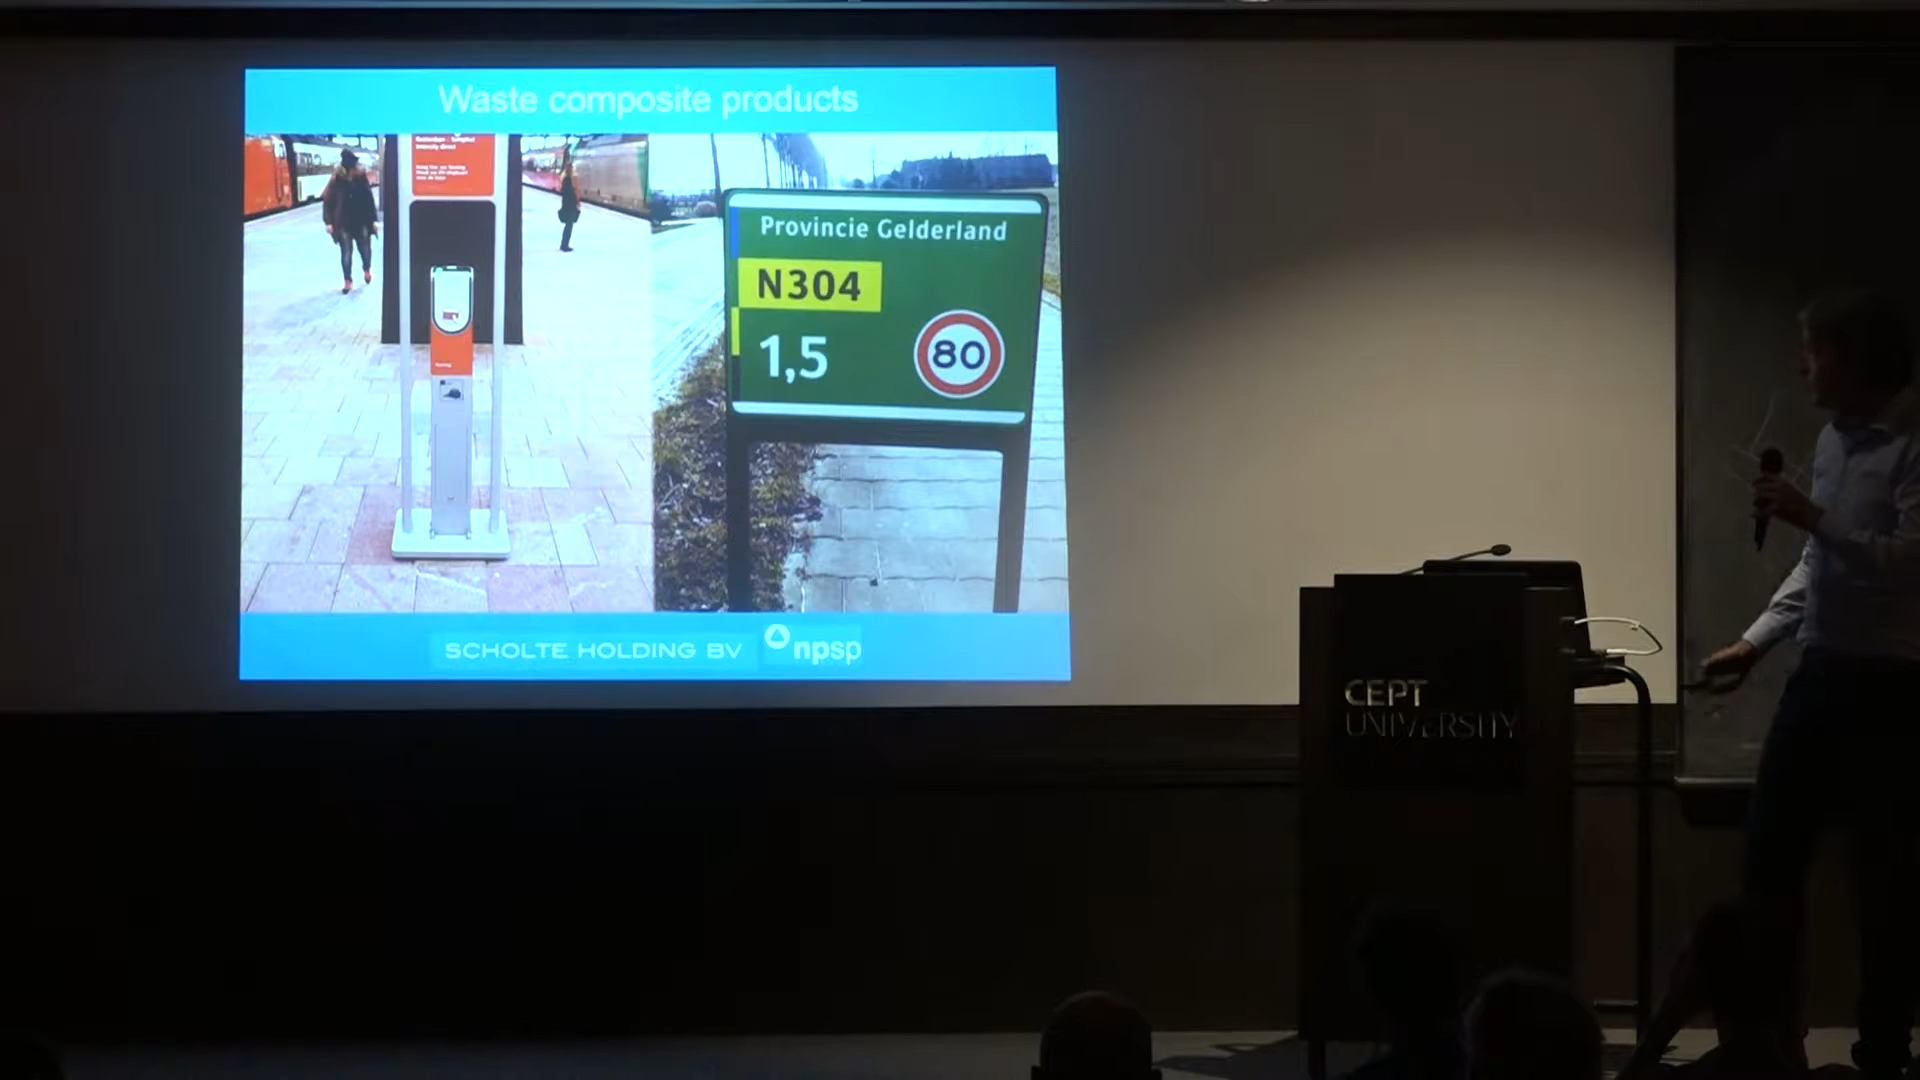 Waste composite products
Provincie Gelderland
N304
1,5
80
SCHOLTE HOLDING BV
npsp
CEPT
UNIVERSITY